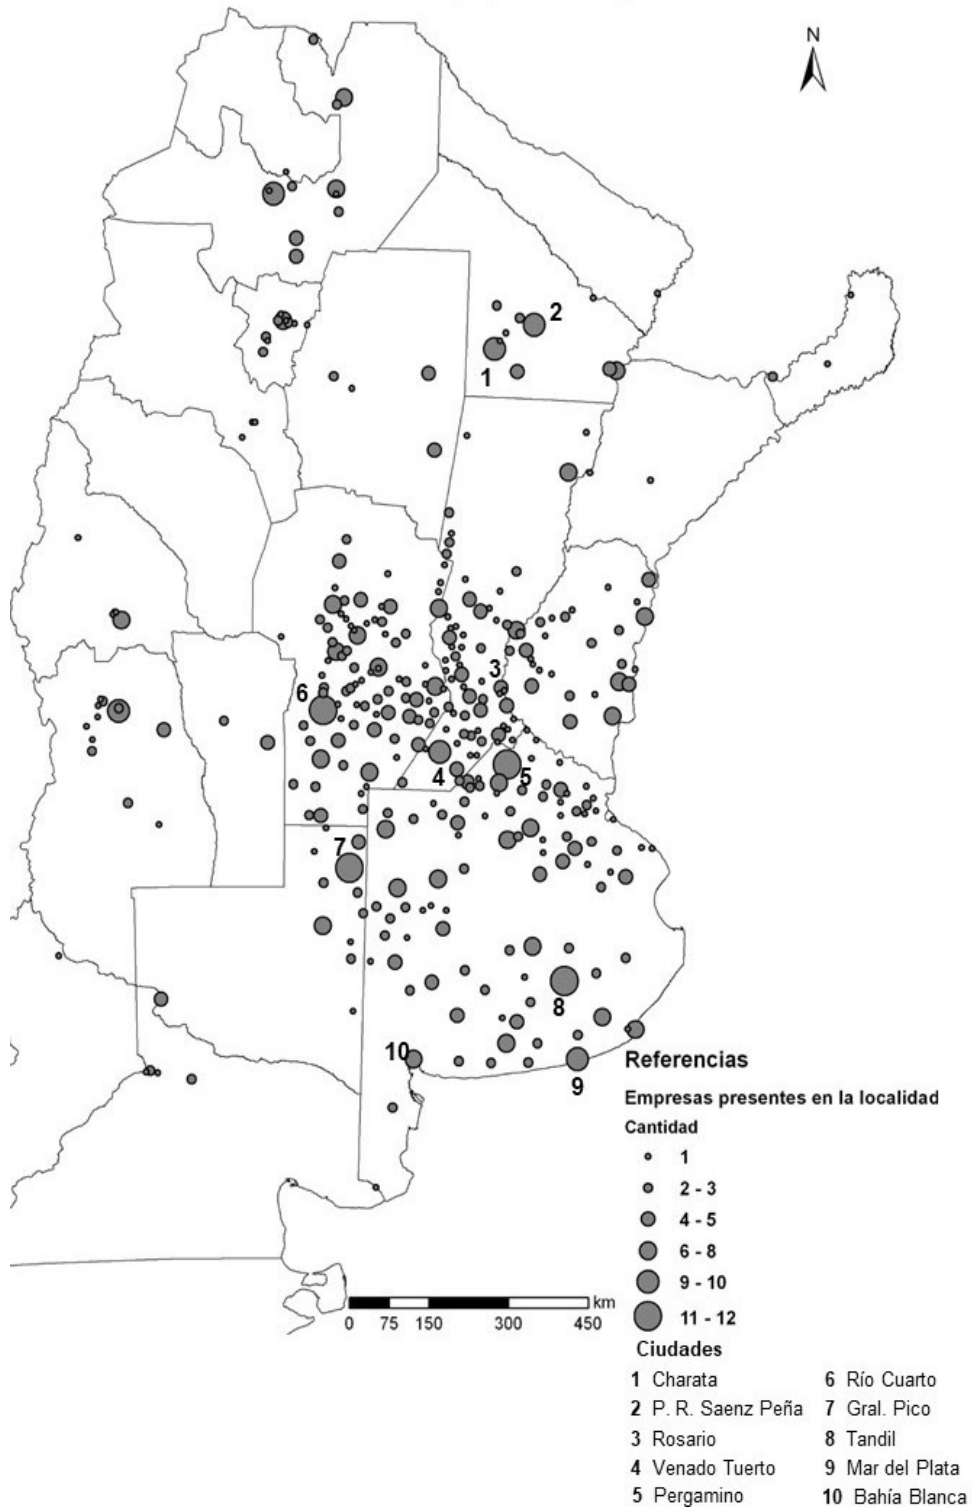 N
2
1
3
6
4
5
7
8
10
9
Referencias
Empresas presentes en la localidad
Cantidad
1
2 - 3
4 - 5
6 - 8
9 - 10
11 - 12
km
0 75 150 300 450
Ciudades
1 Charata
2 P. R. Saenz Peña
3 Rosario
4 Venado Tuerto
5 Pergamino
6 Río Cuarto
7 Gral. Pico
8 Tandil
9 Mar del Plata
10 Bahía Blanca